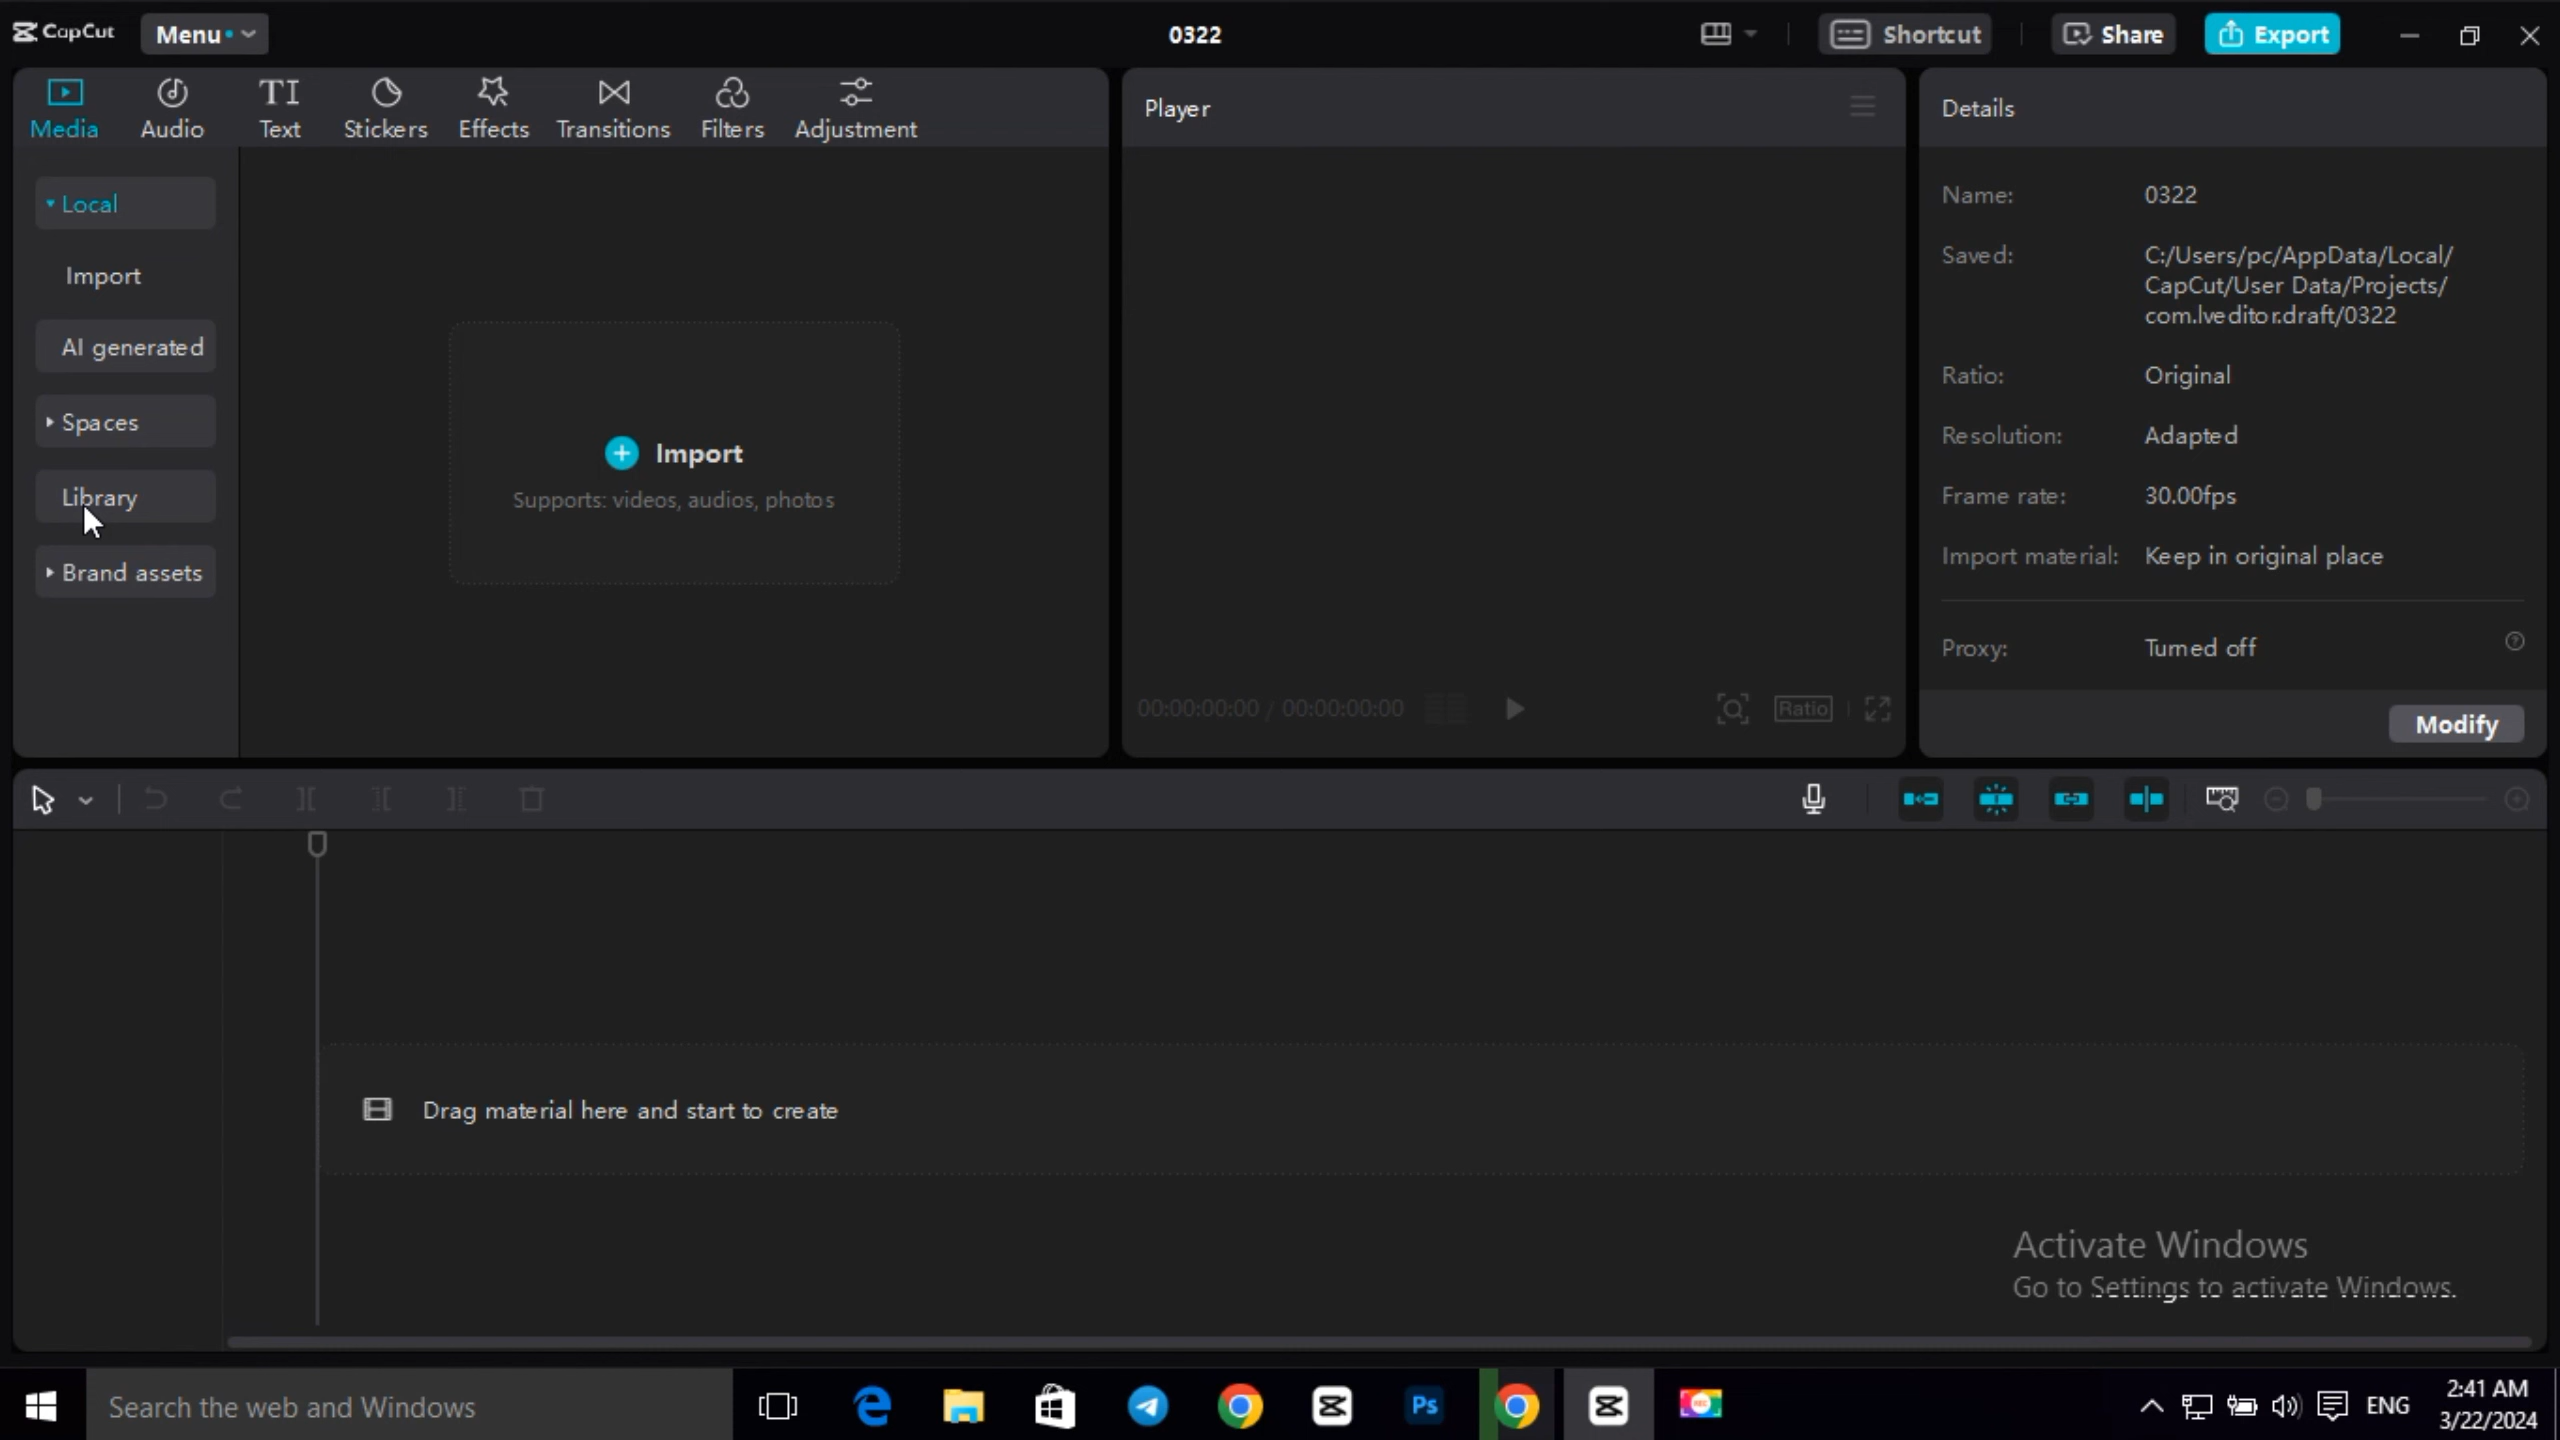 CapCut
Menu
0322
Shortcut
Share
Export
Media
Audio
TI
Text
Stickers
Effects
Transitions
Filters
Adjustment
Player
Details
Local
Import
AI generated
Spaces
Library
Brand assets
Import
Supports: videos, audios, photos
00:00:00:00 / 00:00:00:00
Ratio
Name: 0322
Saved: C:/Users/pc/AppData/Local/
CapCut/User Data/Projects/
com.lveditor.draft/0322
Ratio: Original
Resolution: Adapted
Frame rate: 30.00fps
Import material: Keep in original place
Proxy: Turned off
Modify
Drag material here and start to create
Activate Windows
Go to Settings to activate Windows.
Search the web and Windows
Ps
REC
ENG
2:41 AM
3/22/2024